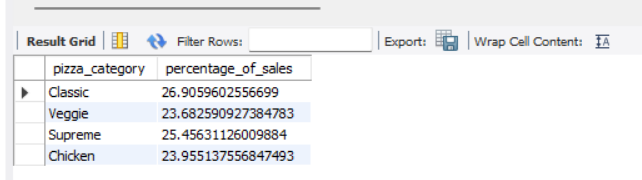 Result Grid Filter Rows: Export: Wrap Cell Content: IA
pizza_category percentage_of_sales
Classic 26.9059602556699
Veggie 23.682590927384783
Supreme 25.45631126009884
Chicken 23.955137556847493